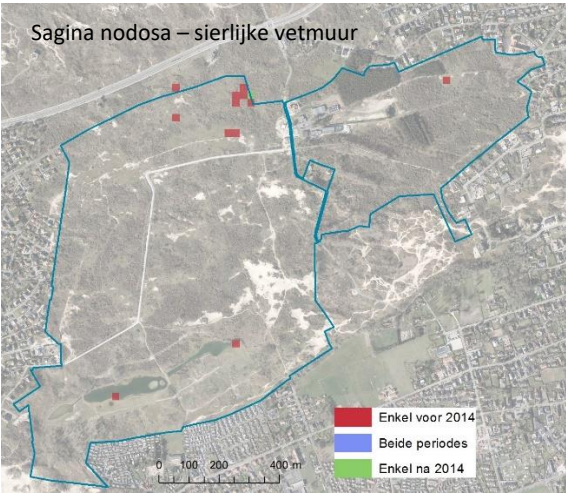 Sagina nodosa – sierlijke vetmuur
Enkel voor 2014
Beide periodes
Enkel na 2014
0 100 200 400 m